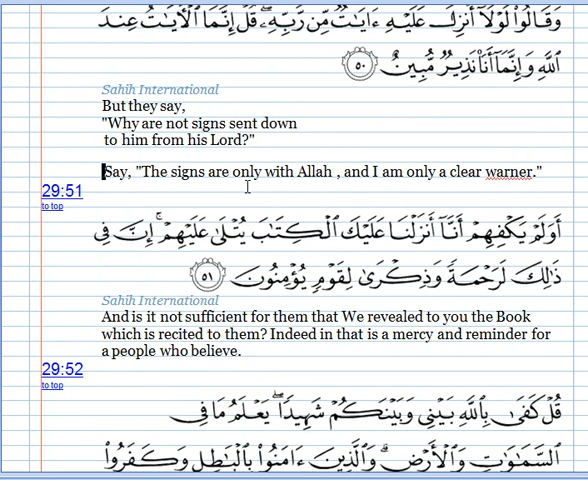 وَقَالُوا۟ لَوْلَآ أُنزِلَ عَلَيْهِ ءَايَـٰتٌ مِّن رَّبِّهِۦ ۖ قُلْ إِنَّمَا ٱلْـَٔايَـٰتُ عِندَ
ٱللَّهِ وَإِنَّمَآ أَنَا۠ نَذِيرٌ مُّبِينٌ ٥٠
Sahih International
But they say,
"Why are not signs sent down
to him from his Lord?"
Say, "The signs are only with Allah , and I am only a clear warner."
29:51
to top
أَوَلَمْ يَكْفِهِمْ أَنَّآ أَنزَلْنَا عَلَيْكَ ٱلْكِتَـٰبَ يُتْلَىٰ عَلَيْهِمْ ۚ إِنَّ فِى
ذَٰلِكَ لَرَحْمَةً وَذِكْرَىٰ لِقَوْمٍ يُؤْمِنُونَ ٥١
Sahih International
And is it not sufficient for them that We revealed to you the Book
which is recited to them? Indeed in that is a mercy and reminder for
a people who believe.
29:52
to top
قُلْ كَفَىٰ بِٱللَّهِ بَيْنِى وَبَيْنَكُمْ شَهِيدًا ۖ يَعْلَمُ مَا فِى
ٱلسَّمَـٰوَٰتِ وَٱلْأَرْضِ ۗ وَٱلَّذِينَ ءَامَنُوا۟ بِٱلْبَـٰطِلِ وَكَفَرُوا۟